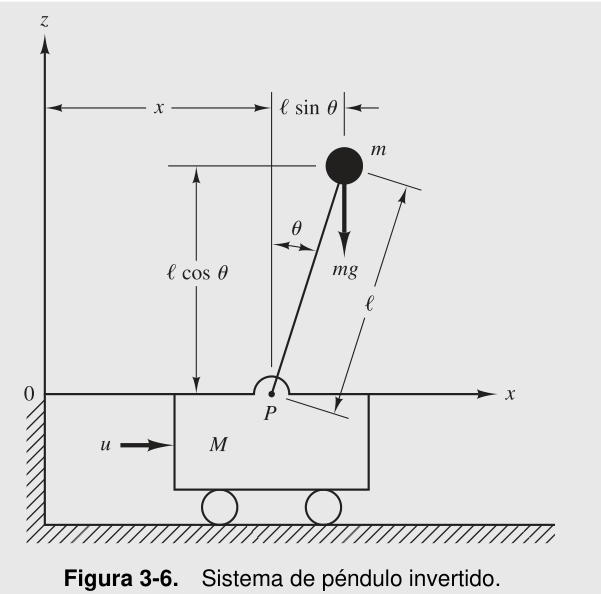 z
x
ℓ sin θ
m
θ
ℓ cos θ
mg
ℓ
0
x
P
u
M
Figura 3-6. Sistema de péndulo invertido.